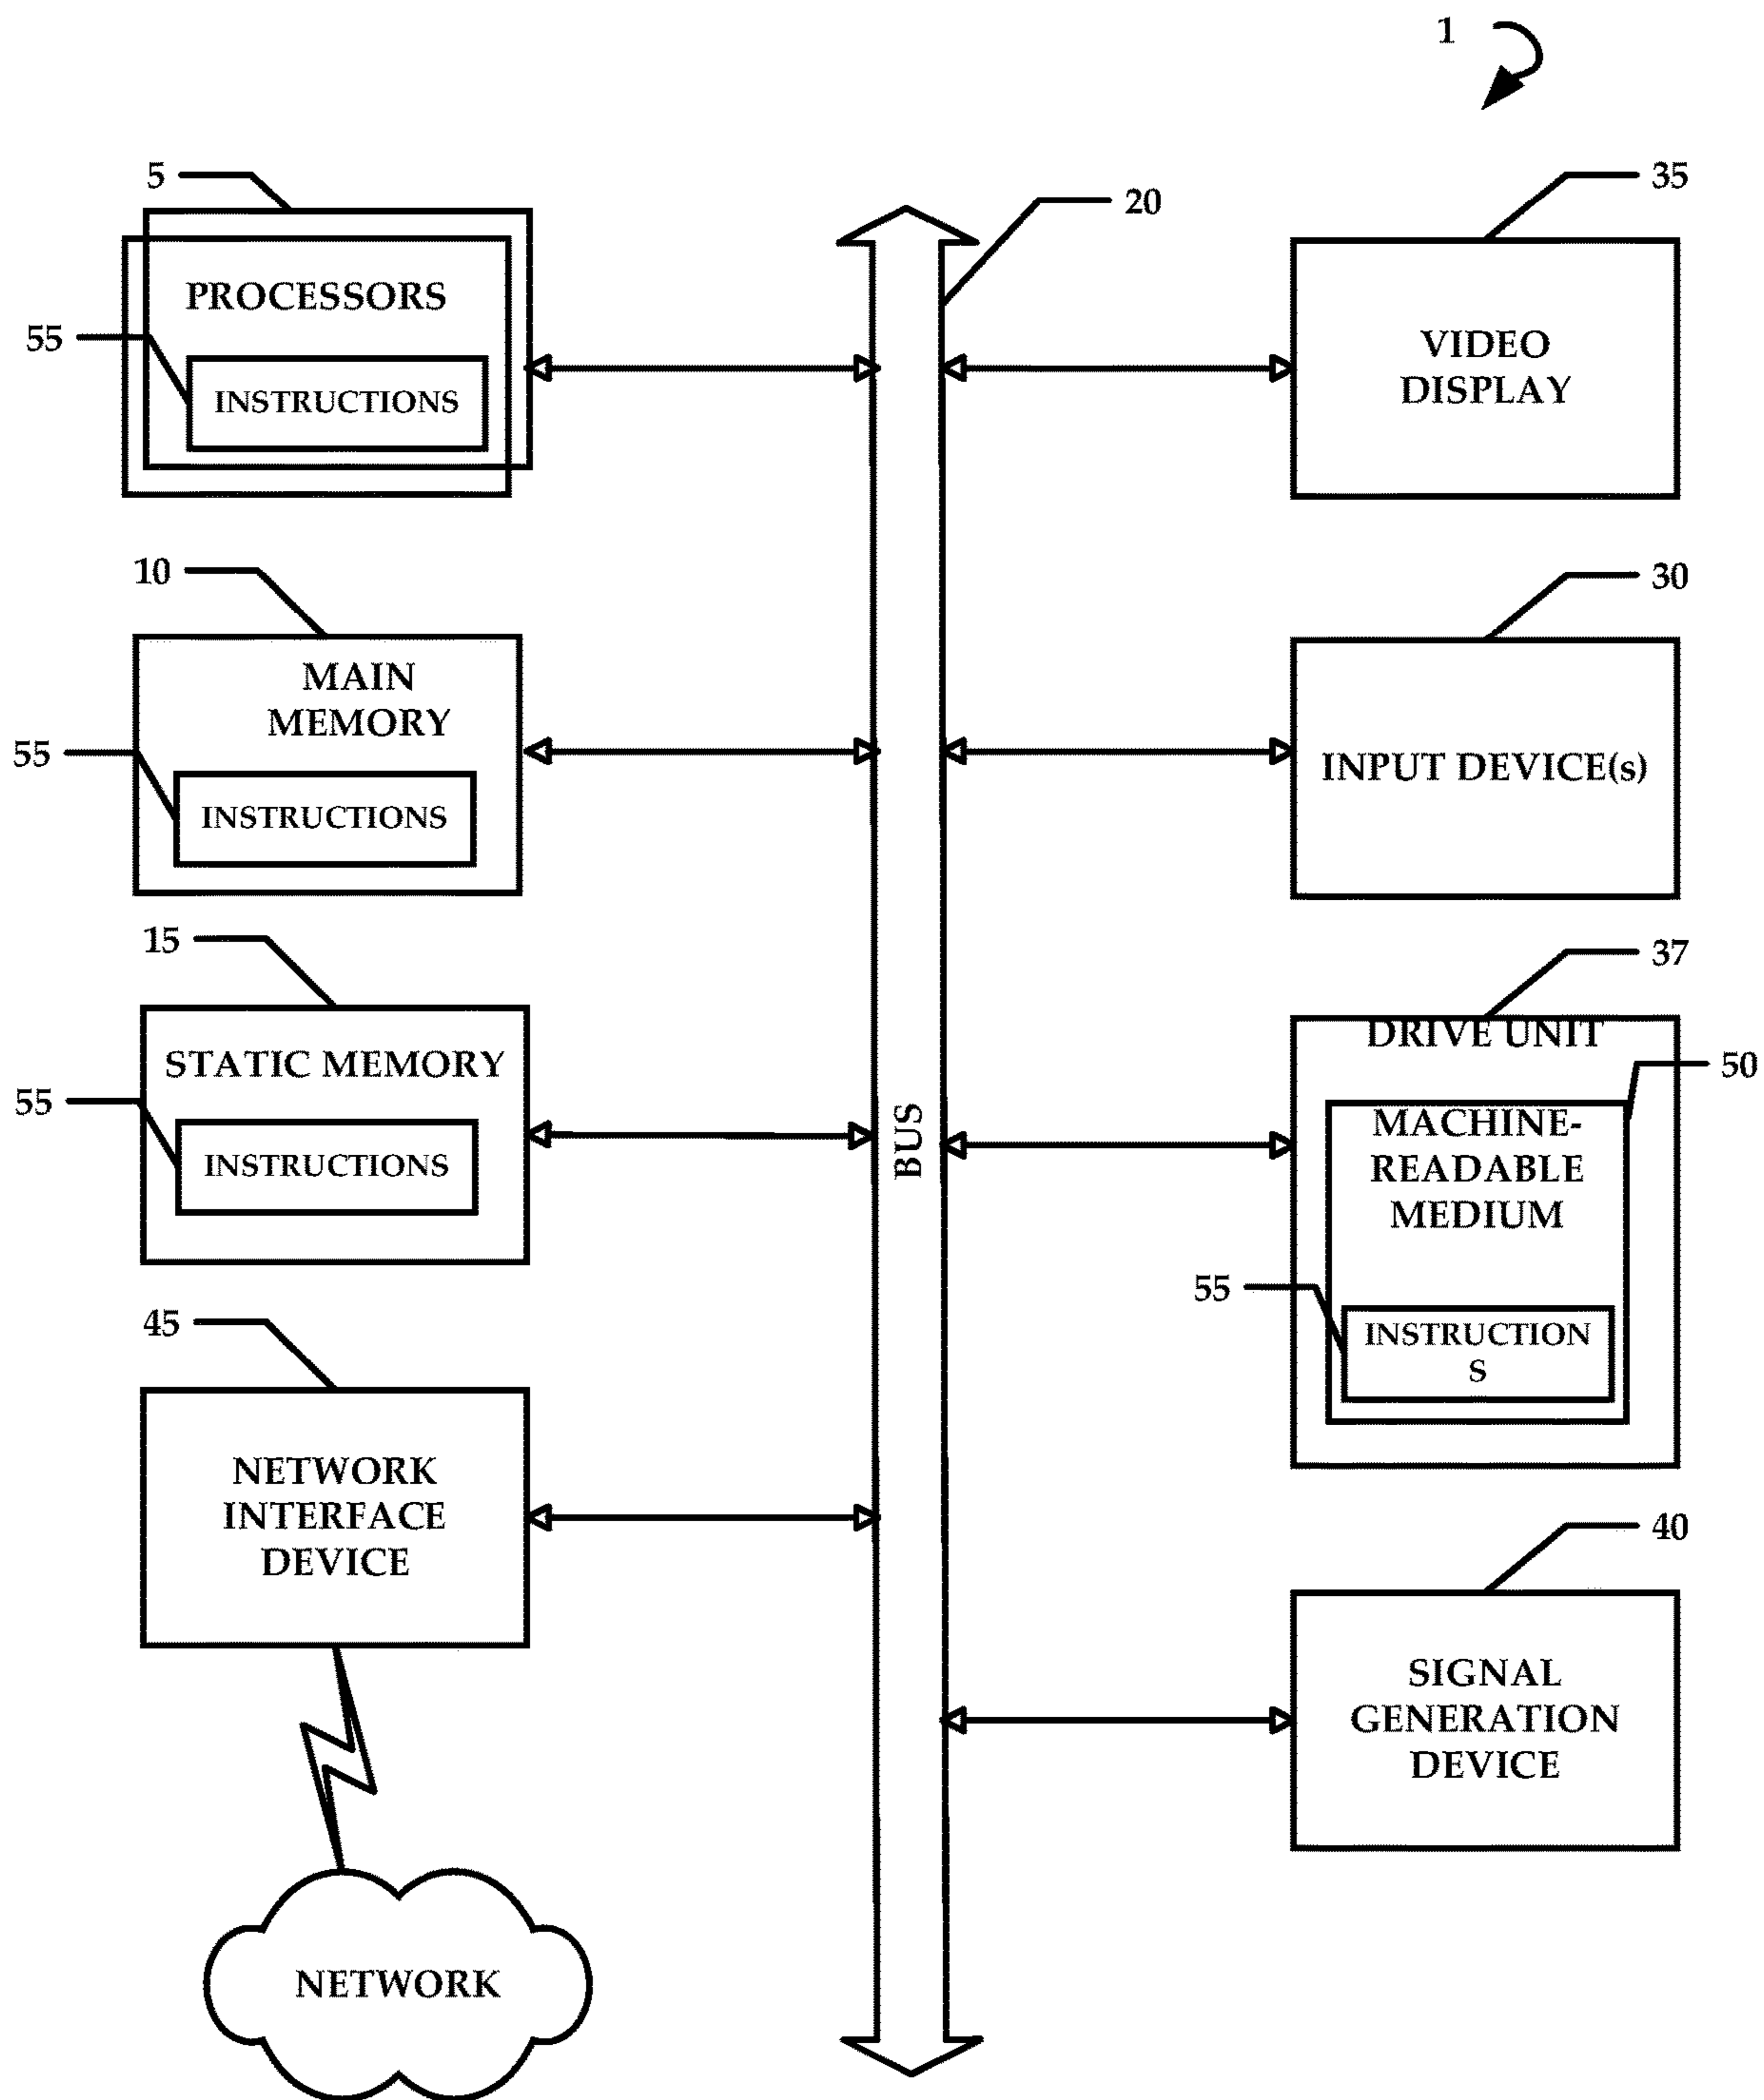 1
5
PROCESSORS
55
INSTRUCTIONS
10
MAIN
MEMORY
55
INSTRUCTIONS
15
STATIC MEMORY
55
INSTRUCTIONS
45
NETWORK
INTERFACE
DEVICE
NETWORK
20
BUS
35
VIDEO
DISPLAY
30
INPUT DEVICE(s)
37
DRIVE UNIT
50
MACHINE-
READABLE
MEDIUM
55
INSTRUCTION
S
40
SIGNAL
GENERATION
DEVICE